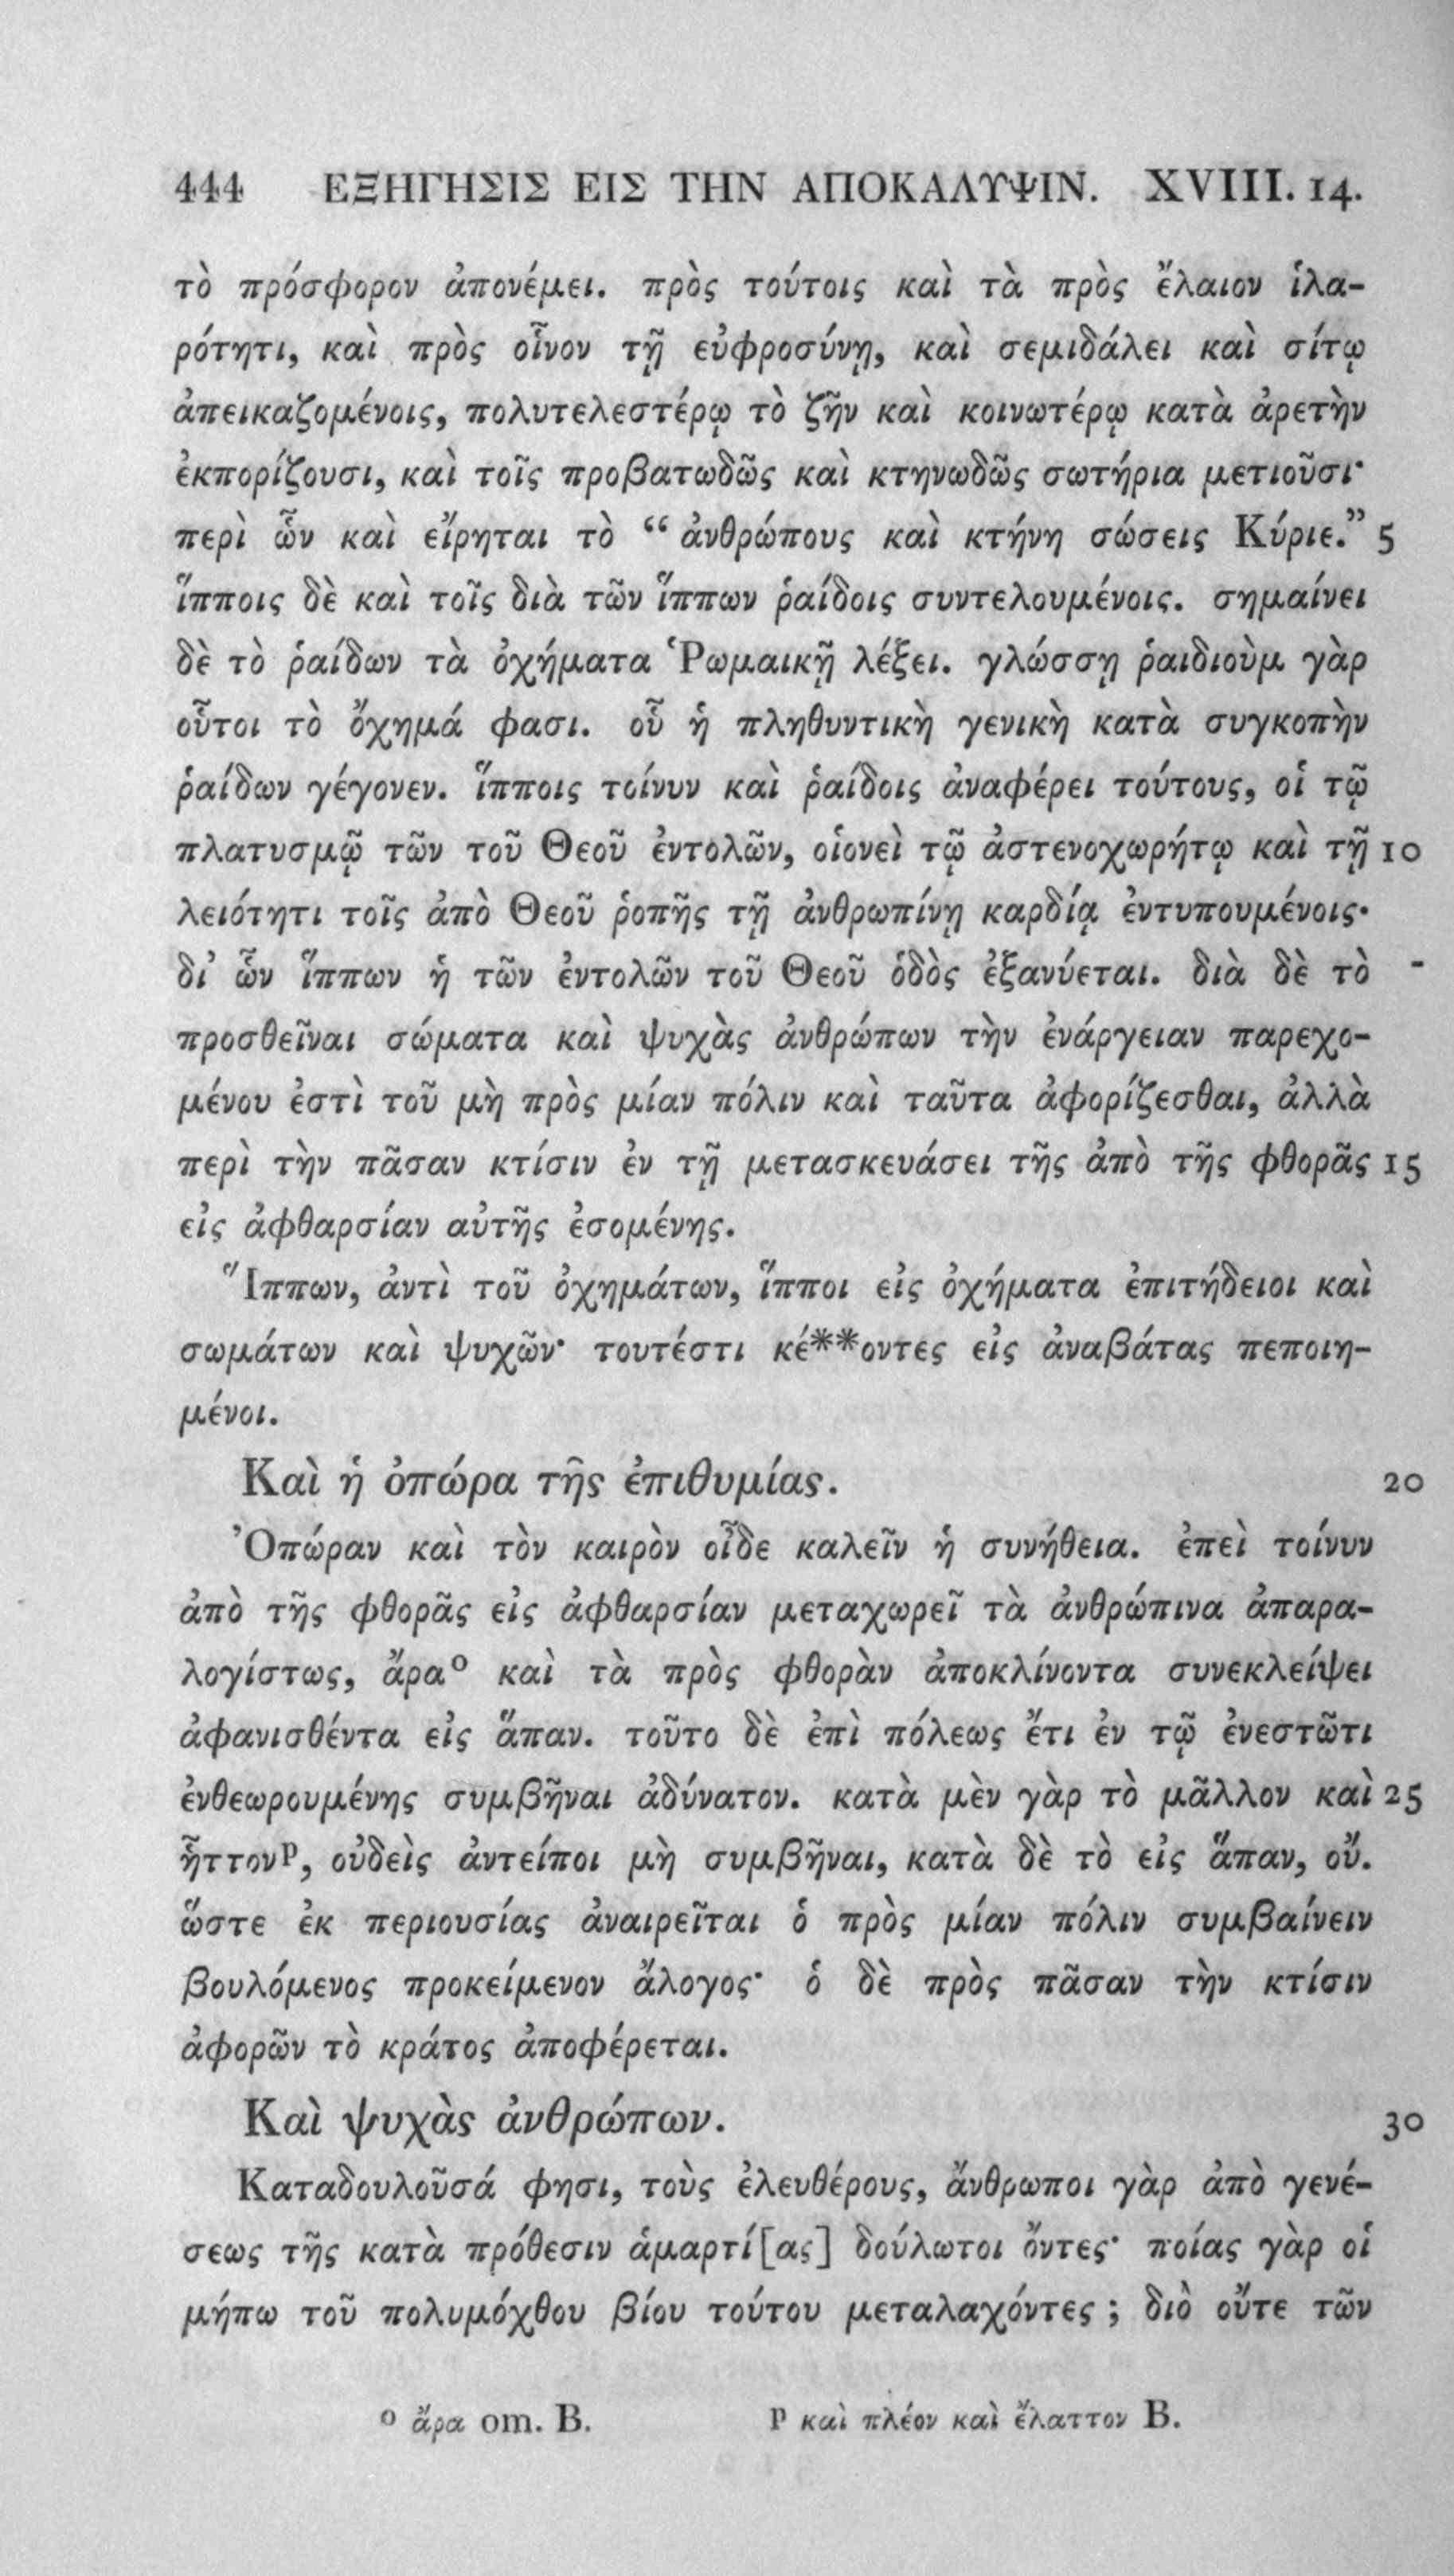 444 ΕΞΗΓΗΣΙΣ ΕΙΣ ΤΗΝ ΑΠΟΚΑΛΥΨΙΝ. XVIII. 14.
τὸ πρόσφορον ἀπονέμει. πρὸς τούτοις καὶ τὰ πρὸς ἔλαιον ἱλα-
ρότητι, καὶ πρὸς οἶνον τῇ εὐφροσύνῃ, καὶ σεμιδάλει καὶ σίτῳ
ἀπεικαζομένοις, πολυτελεστέρῳ τὸ ζῆν καὶ κοινωτέρῳ κατὰ ἀρετὴν
ἐκπορίζουσι, καὶ τοῖς προβατωδῶς καὶ κτηνωδῶς σωτήρια μετιοῦσι·
περὶ ὧν καὶ εἴρηται τὸ “ ἀνθρώπους καὶ κτήνη σώσεις Κύριε.” 5
ἵπποις δὲ καὶ τοῖς διὰ τῶν ἵππων ῥαίδοις συντελουμένοις. σημαίνει
δὲ τὸ ῥαίδων τὰ ὀχήματα Ῥωμαικῇ λέξει. γλώσσῃ ῥαιδιοὺμ γὰρ
οὗτοι τὸ ὄχημά φασι. οὗ ἡ πληθυντικὴ γενικὴ κατὰ συγκοπὴν
ῥαίδων γέγονεν. ἵπποις τοίνυν καὶ ῥαίδοις ἀναφέρει τούτους, οἱ τῷ
πλατυσμῷ τῶν τοῦ Θεοῦ ἐντολῶν, οἱονεὶ τῷ ἀστενοχωρήτῳ καὶ τῇ 10
λειότητι τοῖς ἀπὸ Θεοῦ ῥοπῆς τῇ ἀνθρωπίνῃ καρδίᾳ ἐντυπουμένοις·
δι’ ὧν ἵππων ἡ τῶν ἐντολῶν τοῦ Θεοῦ ὁδὸς ἐξανύεται. διὰ δὲ τὸ
προσθεῖναι σώματα καὶ ψυχὰς ἀνθρώπων τὴν ἐνάργειαν παρεχο-
μένου ἐστὶ τοῦ μὴ πρὸς μίαν πόλιν καὶ ταῦτα ἀφορίζεσθαι, ἀλλὰ
περὶ τὴν πᾶσαν κτίσιν ἐν τῇ μετασκευάσει τῆς ἀπὸ τῆς φθορᾶς 15
εἰς ἀφθαρσίαν αὐτῆς ἐσομένης.
Ἵππων, ἀντὶ τοῦ ὀχημάτων, ἵπποι εἰς ὀχήματα ἐπιτήδειοι καὶ
σωμάτων καὶ ψυχῶν· τουτέστι κέ**οντες εἰς ἀναβάτας πεποιη-
μένοι.
Καὶ ἡ ὀπώρα τῆς ἐπιθυμίας. 20
Ὀπώραν καὶ τὸν καιρὸν οἶδε καλεῖν ἡ συνήθεια. ἐπεὶ τοίνυν
ἀπὸ τῆς φθορᾶς εἰς ἀφθαρσίαν μεταχωρεῖ τὰ ἀνθρώπινα ἀπαρα-
λογίστως, ἄραᵒ καὶ τὰ πρὸς φθορὰν ἀποκλίνοντα συνεκλείψει
ἀφανισθέντα εἰς ἅπαν. τοῦτο δὲ ἐπὶ πόλεως ἔτι ἐν τῷ ἐνεστῶτι
ἐνθεωρουμένης συμβῆναι ἀδύνατον. κατὰ μὲν γὰρ τὸ μᾶλλον καὶ 25
ἧττονᵖ, οὐδεὶς ἀντείποι μὴ συμβῆναι, κατὰ δὲ τὸ εἰς ἅπαν, οὔ.
ὥστε ἐκ περιουσίας ἀναιρεῖται ὁ πρὸς μίαν πόλιν συμβαίνειν
βουλόμενος προκείμενον ἄλογος· ὁ δὲ πρὸς πᾶσαν τὴν κτίσιν
ἀφορῶν τὸ κράτος ἀποφέρεται.
Καὶ ψυχὰς ἀνθρώπων. 30
Καταδουλοῦσά φησι, τοὺς ἐλευθέρους, ἄνθρωποι γὰρ ἀπὸ γενέ-
σεως τῆς κατὰ πρόθεσιν ἁμαρτί[ας] δούλωτοι ὄντες· ποίας γὰρ οἱ
μήπω τοῦ πολυμόχθου βίου τούτου μεταλαχόντες ; διὸ οὔτε τῶν
ᵒ ἄρα om. B. ᵖ καὶ πλέον καὶ ἔλαττον B.